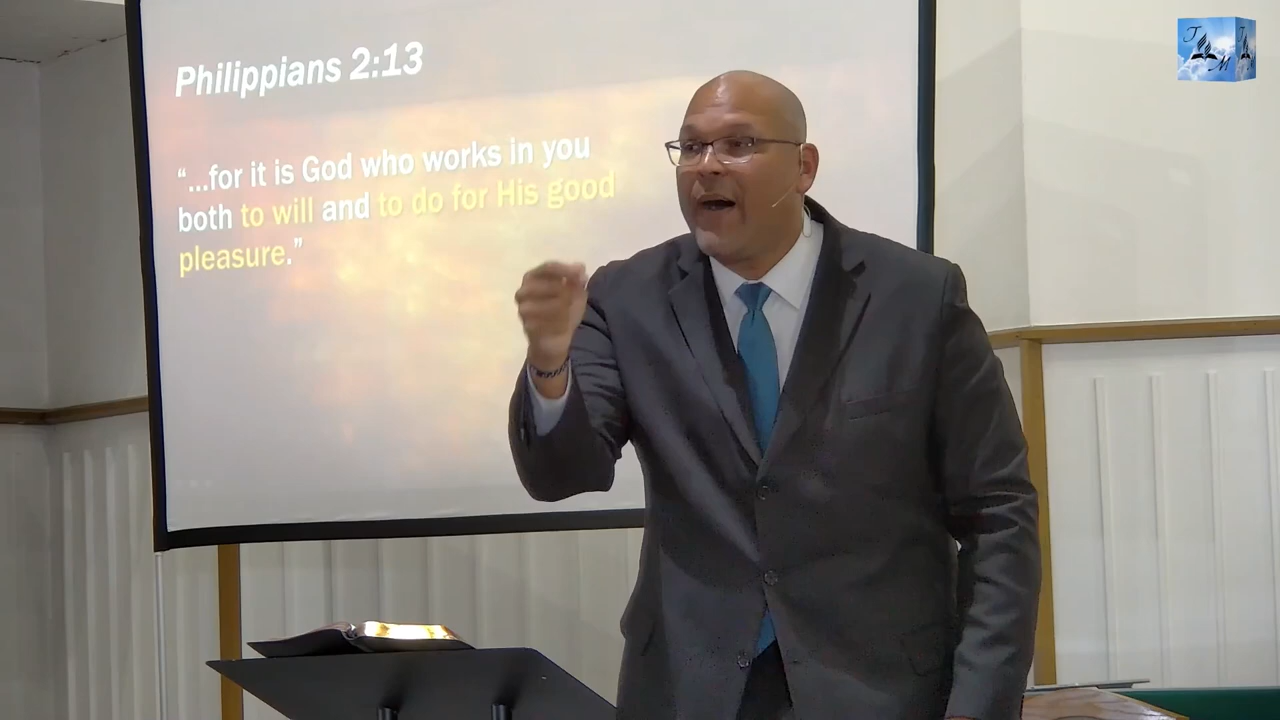 Philippians 2:13
“...for it is God who works in you
both to will and to do for His good
pleasure.”
T M